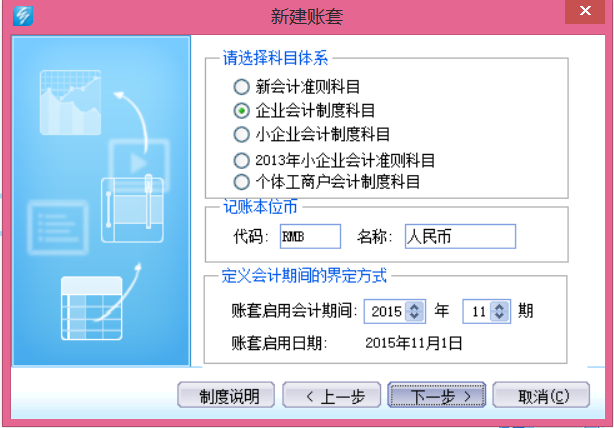 新建账套
请选择科目体系
新会计准则科目
企业会计制度科目
小企业会计制度科目
2013年小企业会计准则科目
个体工商户会计制度科目
记账本位币
代码: RMB 名称: 人民币
定义会计期间的界定方式
账套启用会计期间: 2015 年 11 期
账套启用日期: 2015年11月1日
制度说明 < 上一步 下一步 > 取消(C)